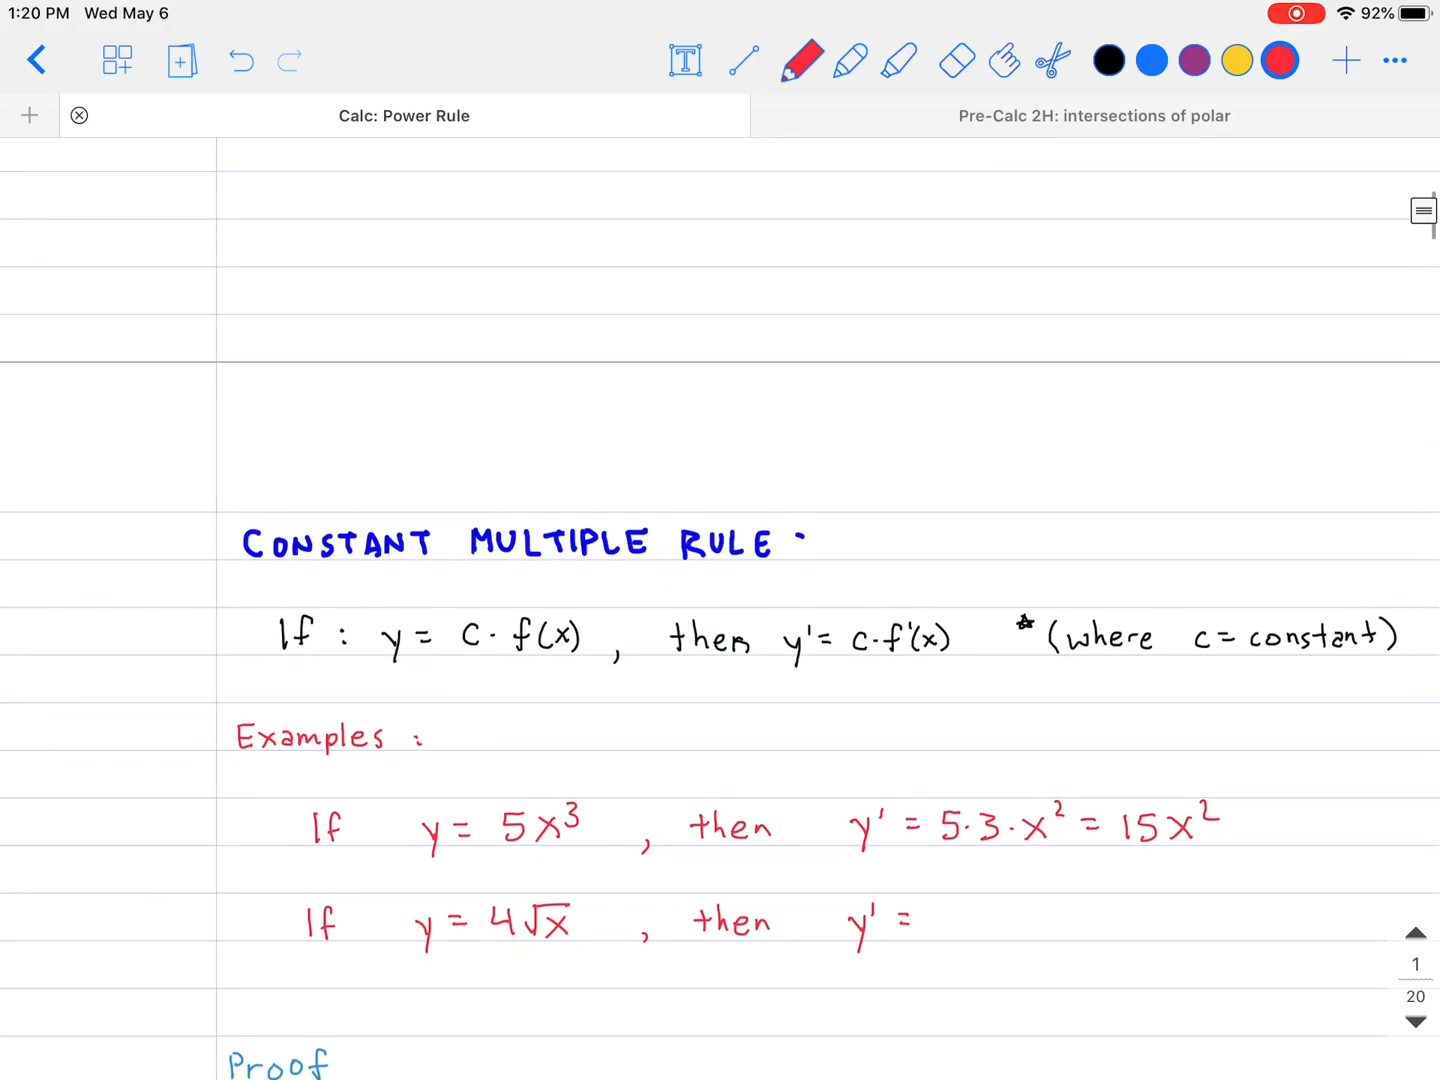 1:20 PM Wed May 6 92%
Calc: Power Rule Pre-Calc 2H: intersections of polar
CONSTANT MULTIPLE RULE:
If : y = c · f(x) , then y' = c·f'(x) * (where c = constant)
Examples :
If y = 5x³ , then y' = 5·3·x² = 15x²
If y = 4√x , then y' =
1
20
Proof